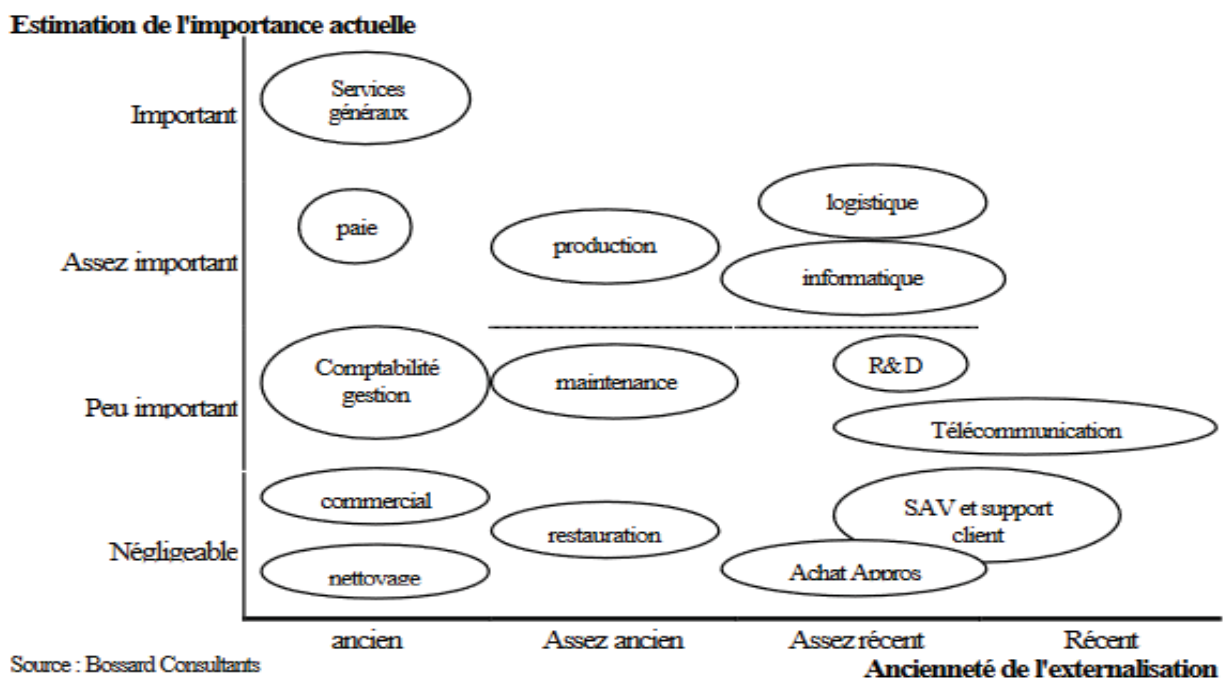 Estimation de l'importance actuelle
Services
généraux
Important
logistique
paie
production
Assez important
informatique
Comptabilité
gestion
maintenance
R&D
Peu important
Télécommunication
commercial
SAV et support
client
restauration
Négligeable
nettoyage
Achat Appros
ancien
Assez ancien
Assez récent
Récent
Source : Bossard Consultants
Ancienneté de l'externalisation